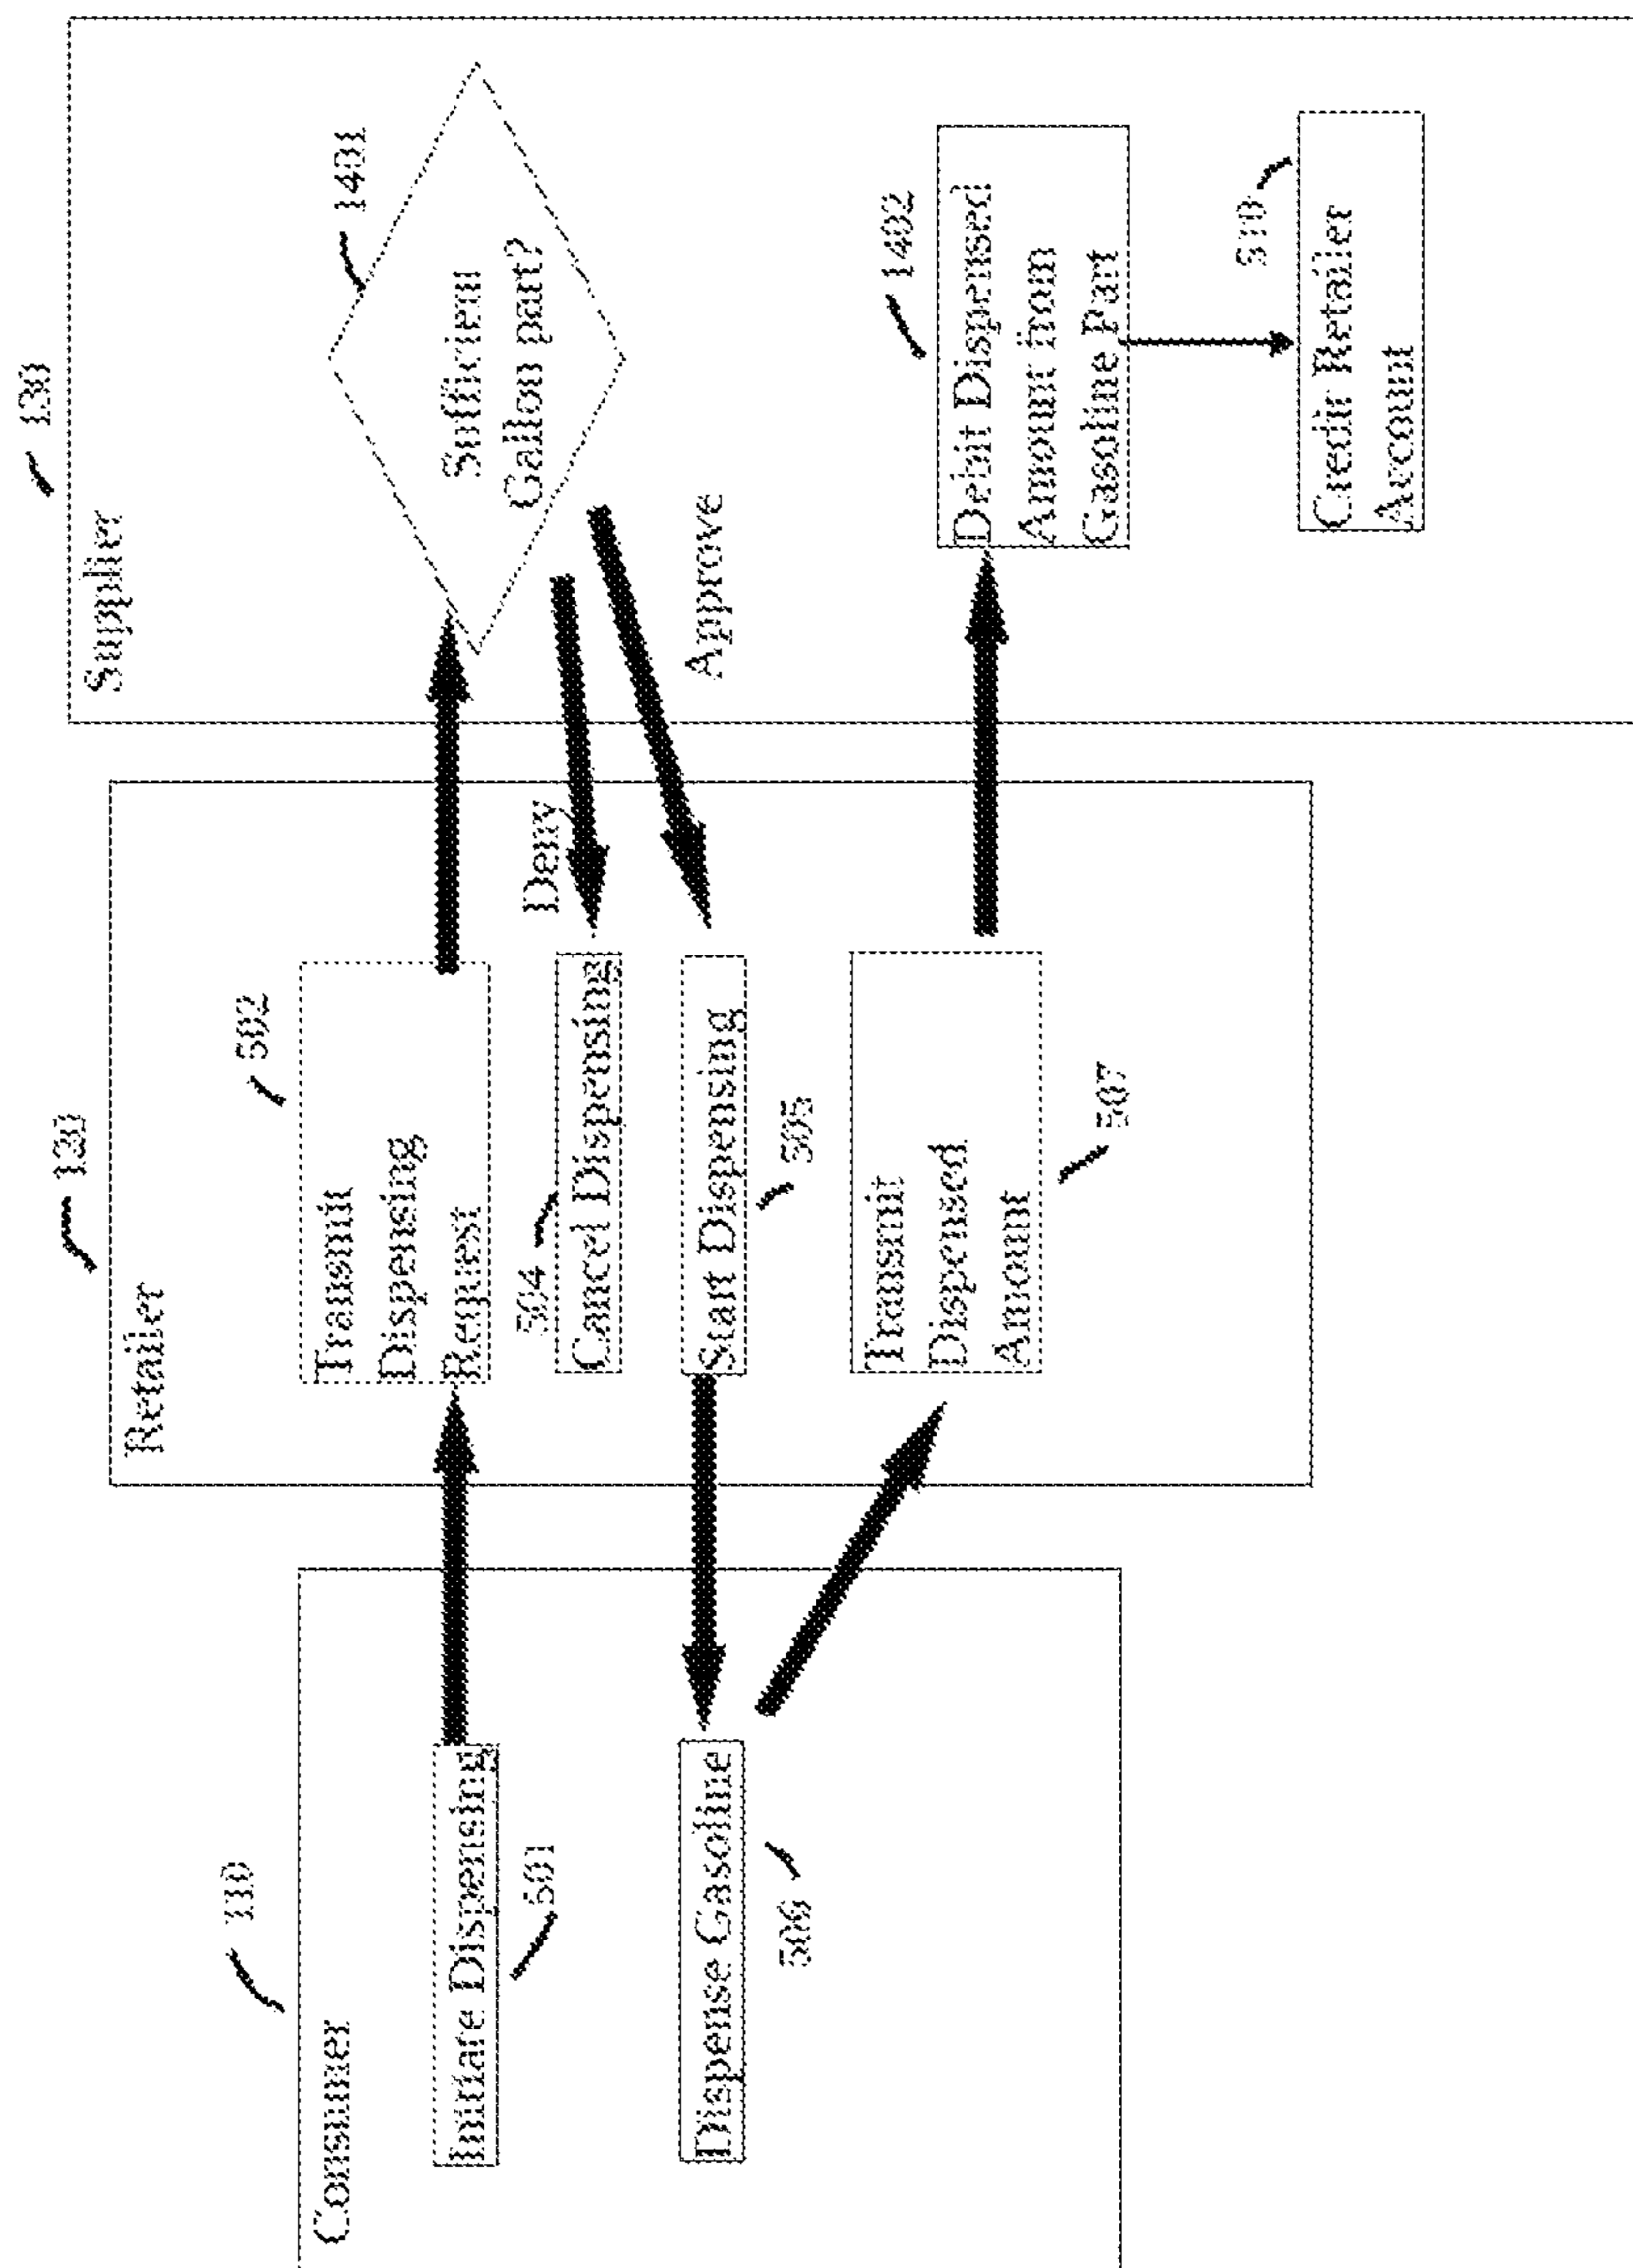 Consumer
110
Initiate Dispensing
501
Dispense Gasoline
506
Retailer
130
Transmit
Dispensing
Request
502
504
Cancel Dispensing
Start Dispensing
505
Transmit
Dispensed
Amount
507
Deny
Supplier
130
Sufficient
Gallon part?
1401
Approve
Debit Dispensed
Amount from
Gasoline Part
1402
Credir Retailer
Account
510